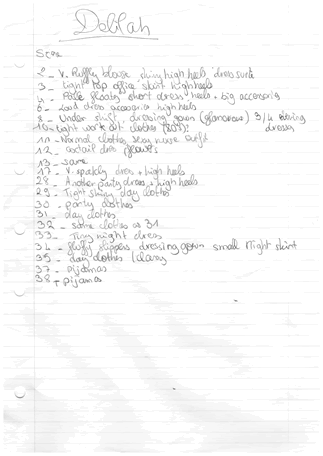 Deblah
Scene
2 - V. Ruffly blouse shiny high heels, dress suit
3 - Tight top office skirt high heels
4 - Pale floaty short dress, heels + big accessories
6 - Loud dress accessories high heels
8 - Under shirt, dressing gown (glamorous) 3/4 evening dress
10 - tight work out clothes (80's)
11 - Normal clothes sexy nurse outfit
12 - Cocktail dress (flowers)
13 - same
17 - V. sparkly dress + high heels
28 - Another party dress + high heels
29 - Tight shiny day clothes
30 - party clothes
31 - day clothes
32 - same clothes as 31
33 - Tiny night dress
34 - fluffy slippers dressing gown small Night shirt
35 - day clothes (classy
37 - pijamas
38 - pijamas